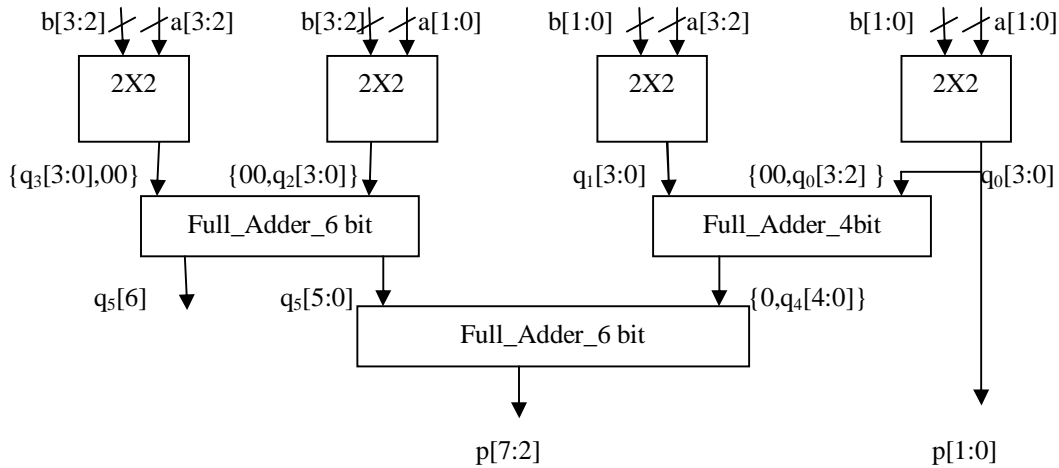 b[3:2] a[3:2] b[3:2] a[1:0] b[1:0] a[3:2] b[1:0] a[1:0]
2X2 2X2 2X2 2X2
{q₃[3:0],00} {00,q₂[3:0]} q₁[3:0] {00,q₀[3:2] } q₀[3:0]
Full_Adder_6 bit Full_Adder_4bit
q₅[6] q₅[5:0] {0,q₄[4:0]}
Full_Adder_6 bit
p[7:2] p[1:0]